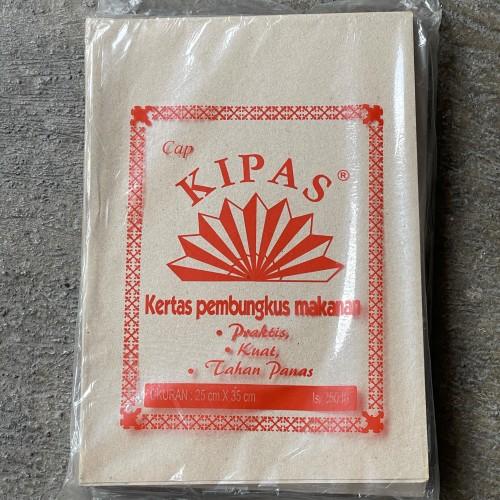 Cap
KIPAS®
Kertas pembungkus makanan
• Praktis,
• Kuat,
• Tahan Panas
UKURAN : 25 cm X 35 cm